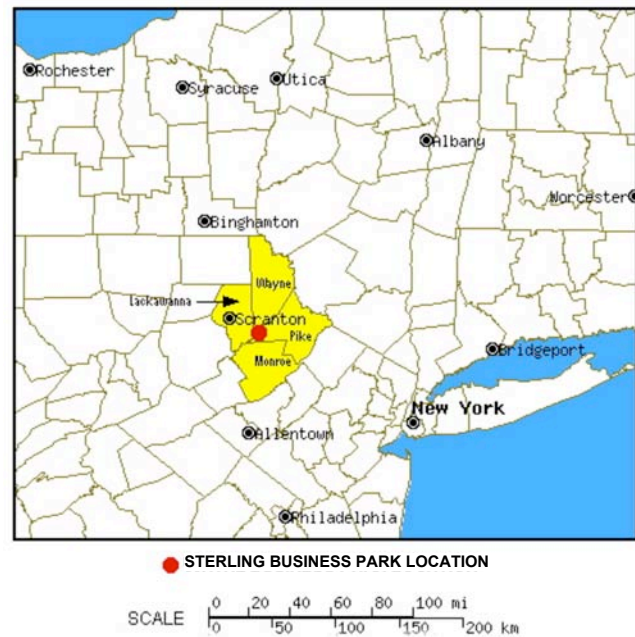 Rochester
Utica
Syracuse
Albany
Worcester
Binghamton
Wayne
Lackawanna
Scranton
Pike
Bridgeport
Monroe
New York
Allentown
Philadelphia
STERLING BUSINESS PARK LOCATION
0 20 40 60 80 100 mi
SCALE
0 50 100 150 200 km